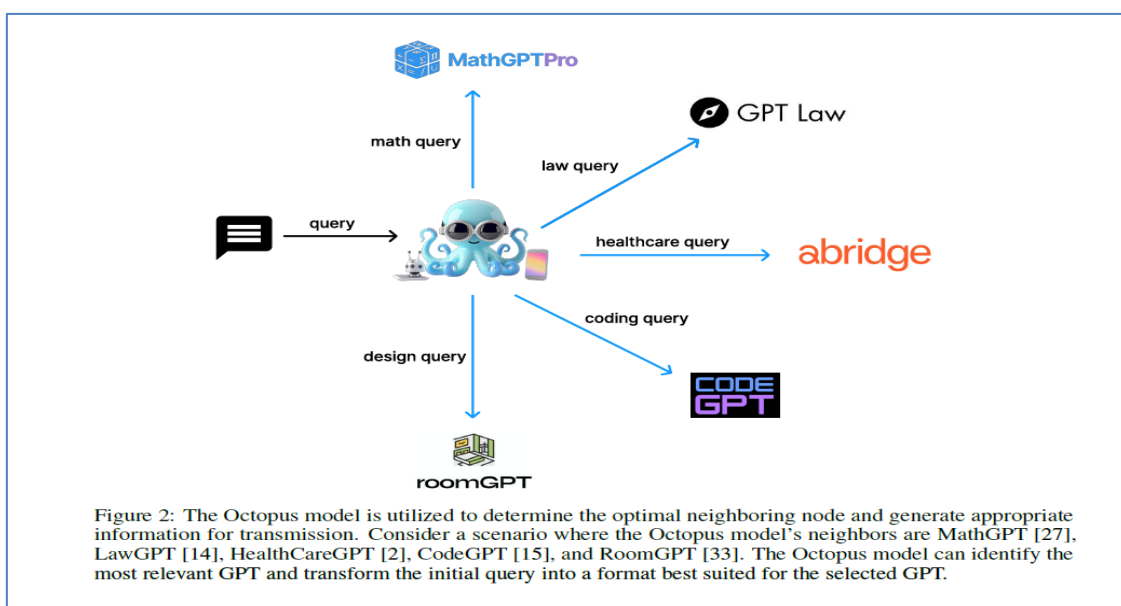 MathGPTPro
GPT Law
math query
law query
query
healthcare query
abridge
coding query
design query
CODE
GPT
roomGPT
Figure 2: The Octopus model is utilized to determine the optimal neighboring node and generate appropriate
information for transmission. Consider a scenario where the Octopus model's neighbors are MathGPT [27],
LawGPT [14], HealthCareGPT [2], CodeGPT [15], and RoomGPT [33]. The Octopus model can identify the
most relevant GPT and transform the initial query into a format best suited for the selected GPT.